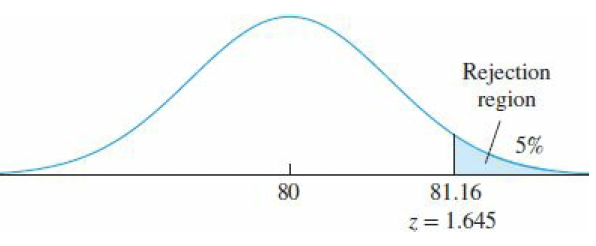 Rejection
region
5%
80
81.16
z = 1.645